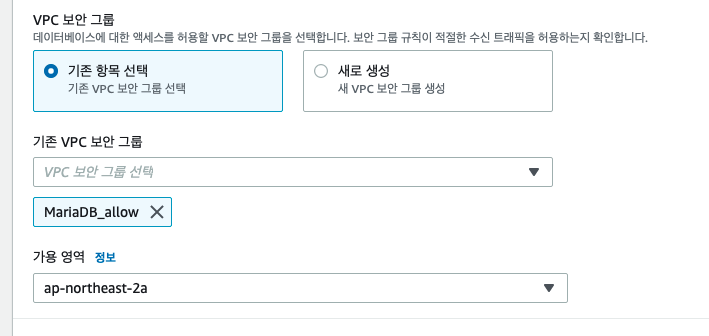 VPC 보안 그룹
데이터베이스에 대한 액세스를 허용할 VPC 보안 그룹을 선택합니다. 보안 그룹 규칙이 적절한 수신 트래픽을 허용하는지 확인합니다.
기존 항목 선택
기존 VPC 보안 그룹 선택
새로 생성
새 VPC 보안 그룹 생성
기존 VPC 보안 그룹
VPC 보안 그룹 선택
MariaDB_allow
가용 영역 정보
ap-northeast-2a